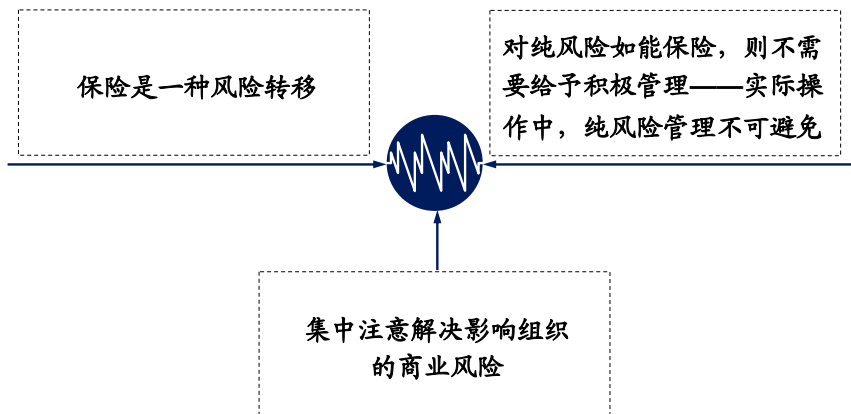 保险是一种风险转移
对纯风险如能保险，则不需
要给予积极管理——实际操
作中，纯风险管理不可避免
集中注意解决影响组织
的商业风险